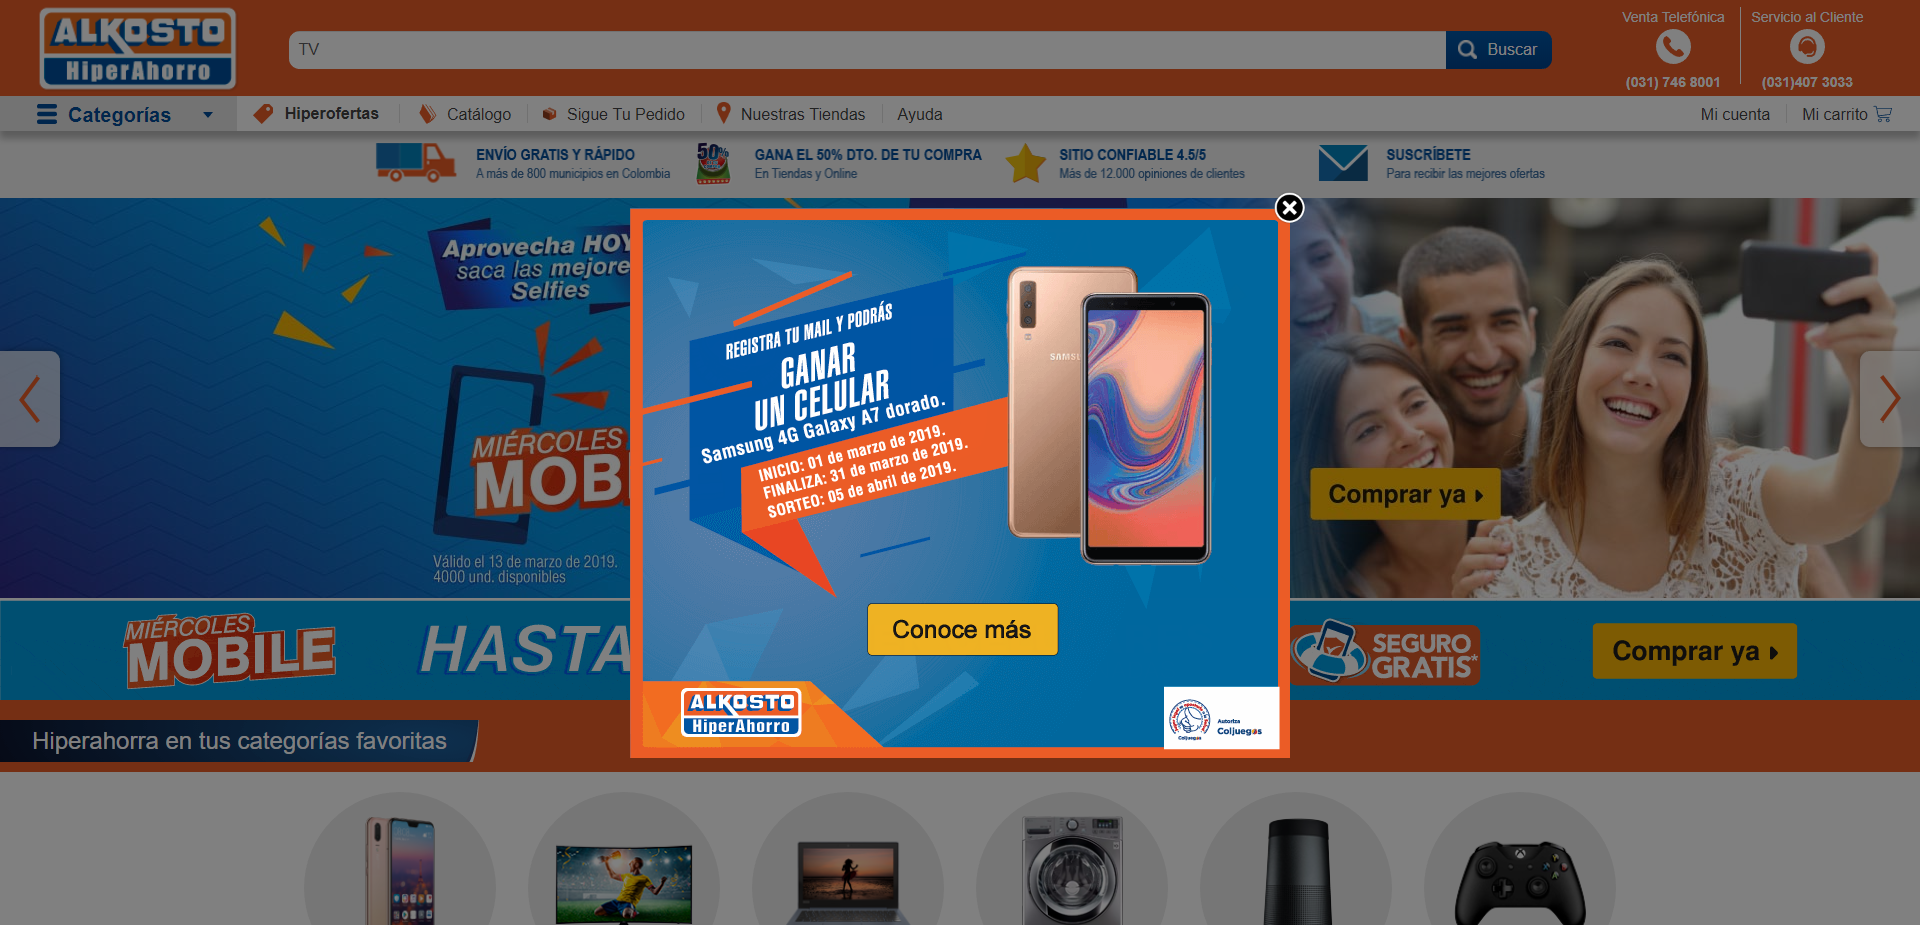 ALKOSTO
HiperAhorro
TV
Buscar
Venta Telefónica
(031) 746 8001
Servicio al Cliente
(031)407 3033
Categorías
Hiperofertas
Catálogo
Sigue Tu Pedido
Nuestras Tiendas
Ayuda
Mi cuenta
Mi carrito
ENVÍO GRATIS Y RÁPIDO
A más de 800 municipios en Colombia
50%
GANA EL 50% DTO. DE TU COMPRA
En Tiendas y Online
SITIO CONFIABLE 4.5/5
Más de 12.000 opiniones de clientes
SUSCRÍBETE
Para recibir las mejores ofertas
Aprovecha HOY
saca las mejore
Selfies
MIÉRCOLES
MOB
Válido el 13 de marzo de 2019.
4000 und. disponibles
REGISTRA TU MAIL Y PODRÁS
GANAR
UN CELULAR
Samsung 4G Galaxy A7 dorado.
INICIO: 01 de marzo de 2019.
FINALIZA: 31 de marzo de 2019.
SORTEO: 05 de abril de 2019.
SAMSU
Conoce más
ALKOSTO
HiperAhorro
Coljuegos
Autoriza
Coljuegos
Comprar ya
MIÉRCOLES
MOBILE
HASTA
SEGURO
GRATIS*
Comprar ya
Hiperahorra en tus categorías favoritas